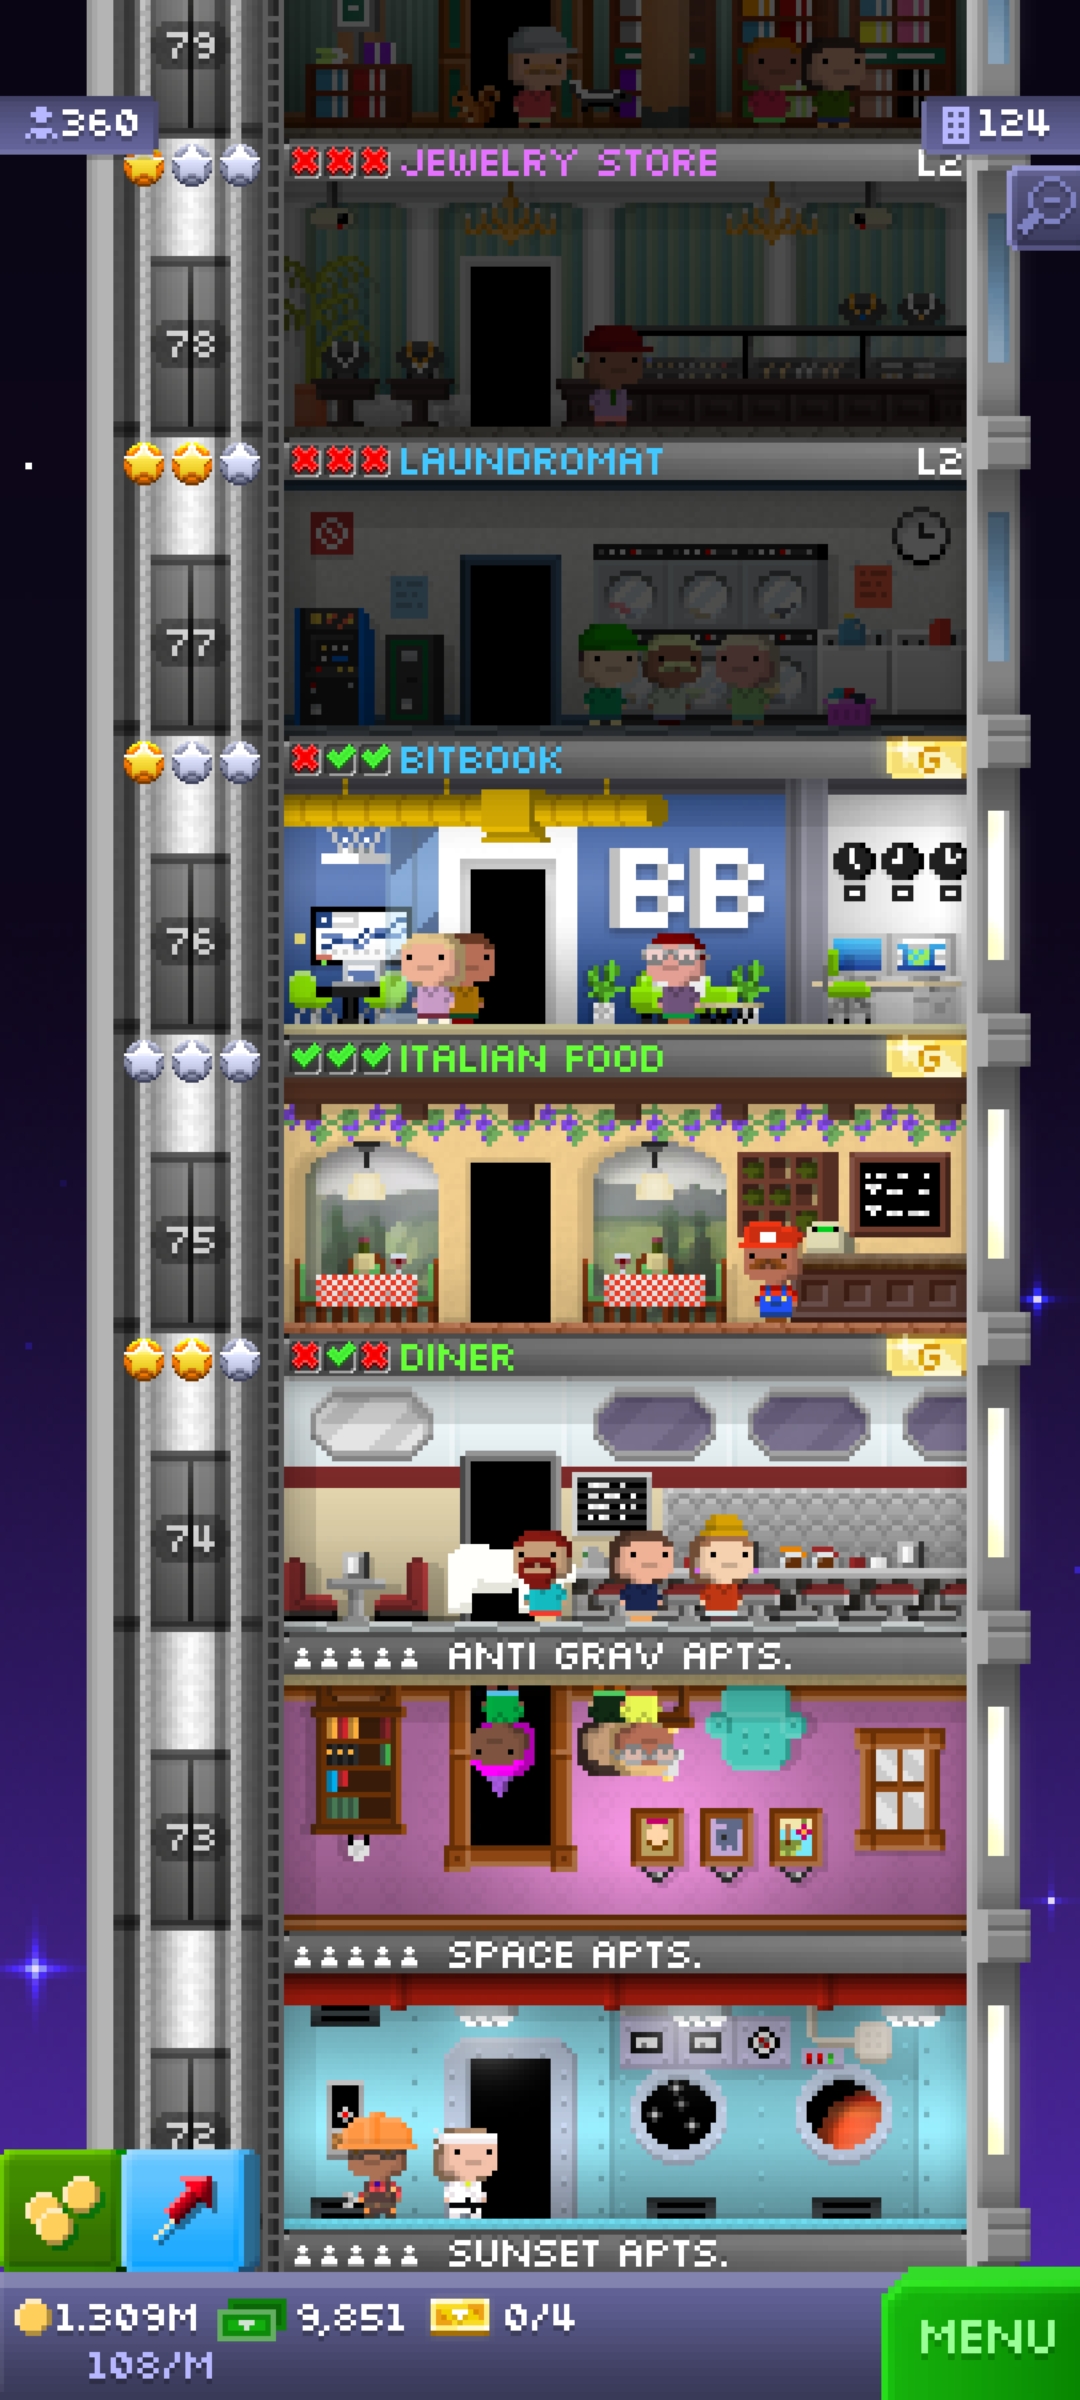 79
360
124
JEWELRY STORE L2
78
LAUNDROMAT L2
77
BITBOOK G
BB
76
ITALIAN FOOD G
75
DINER G
74
ANTI GRAV APTS.
73
SPACE APTS.
72
SUNSET APTS.
1.309M 9,851 0/4
108/M
MENU